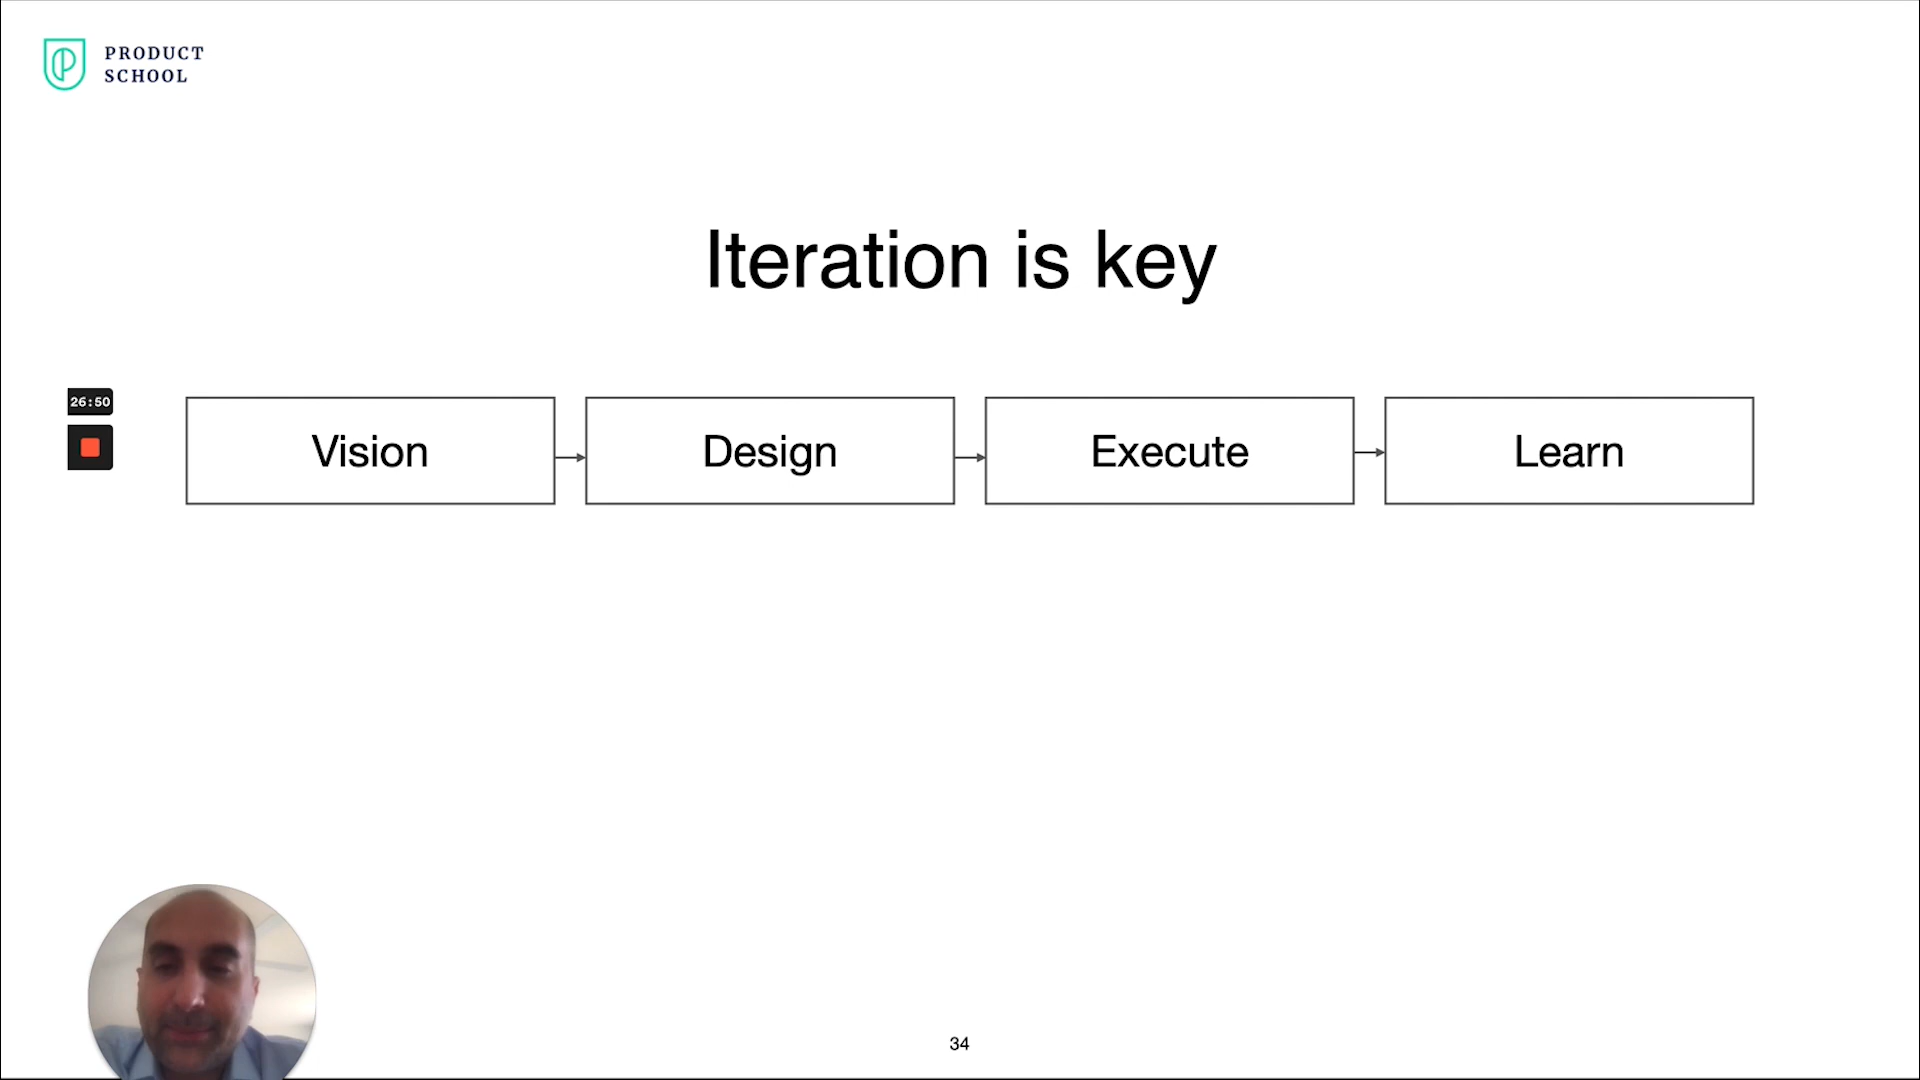 PRODUCT
SCHOOL
Iteration is key
26:50
Vision
Design
Execute
Learn
34